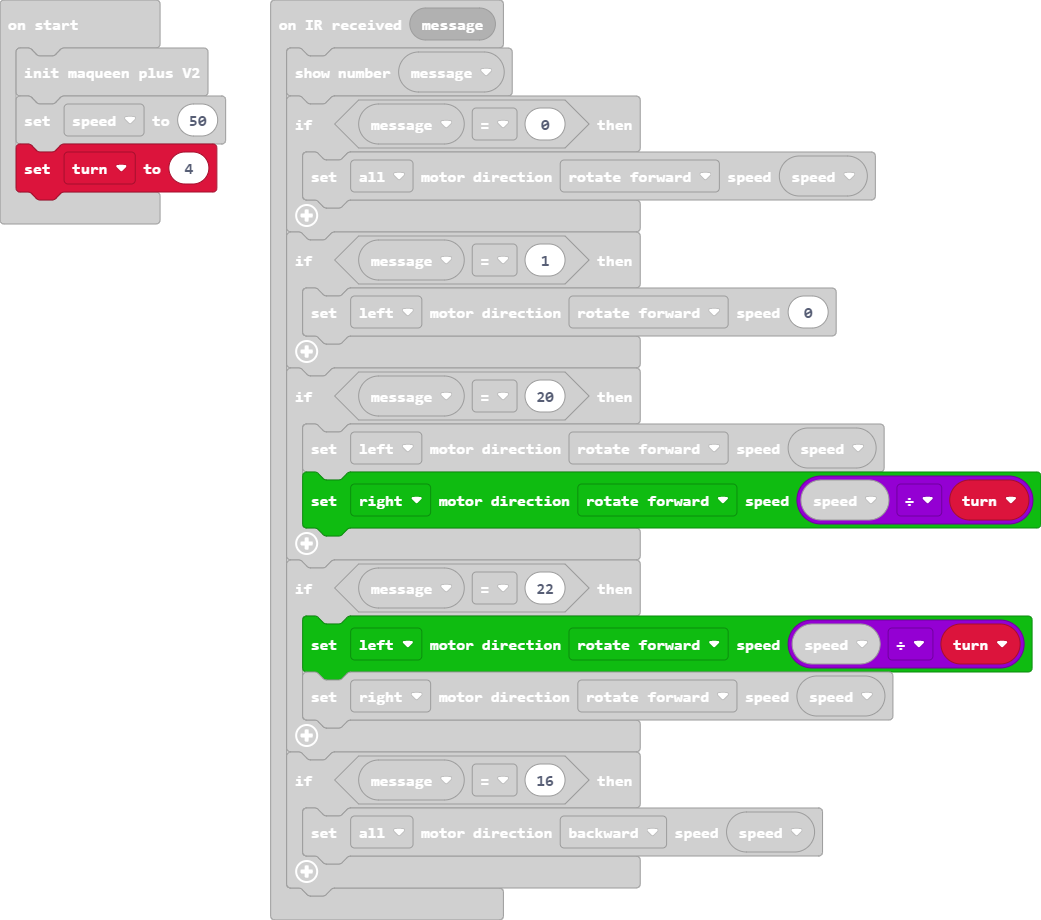 on start
init maqueen plus V2
set speed to 50
set turn to 4
on IR received message
show number message
if message = 0 then
set all motor direction rotate forward speed speed
if message = 1 then
set left motor direction rotate forward speed 0
if message = 20 then
set left motor direction rotate forward speed speed
set right motor direction rotate forward speed speed ÷ turn
if message = 22 then
set left motor direction rotate forward speed speed ÷ turn
set right motor direction rotate forward speed speed
if message = 16 then
set all motor direction backward speed speed